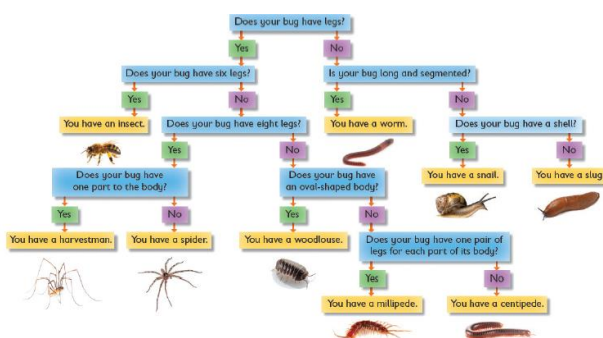 Does your bug have legs?
Yes
No
Does your bug have six legs?
Is your bug long and segmented?
Yes
No
Yes
No
You have an insect.
Does your bug have eight legs?
You have a worm.
Does your bug have a shell?
Yes
No
Yes
No
Does your bug have
one part to the body?
Does your bug have
an oval-shaped body?
You have a snail.
You have a slug
Yes
No
Yes
No
You have a harvestman.
You have a spider.
You have a woodlouse.
Does your bug have one pair of
legs for each part of its body?
Yes
No
You have a millipede.
You have a centipede.